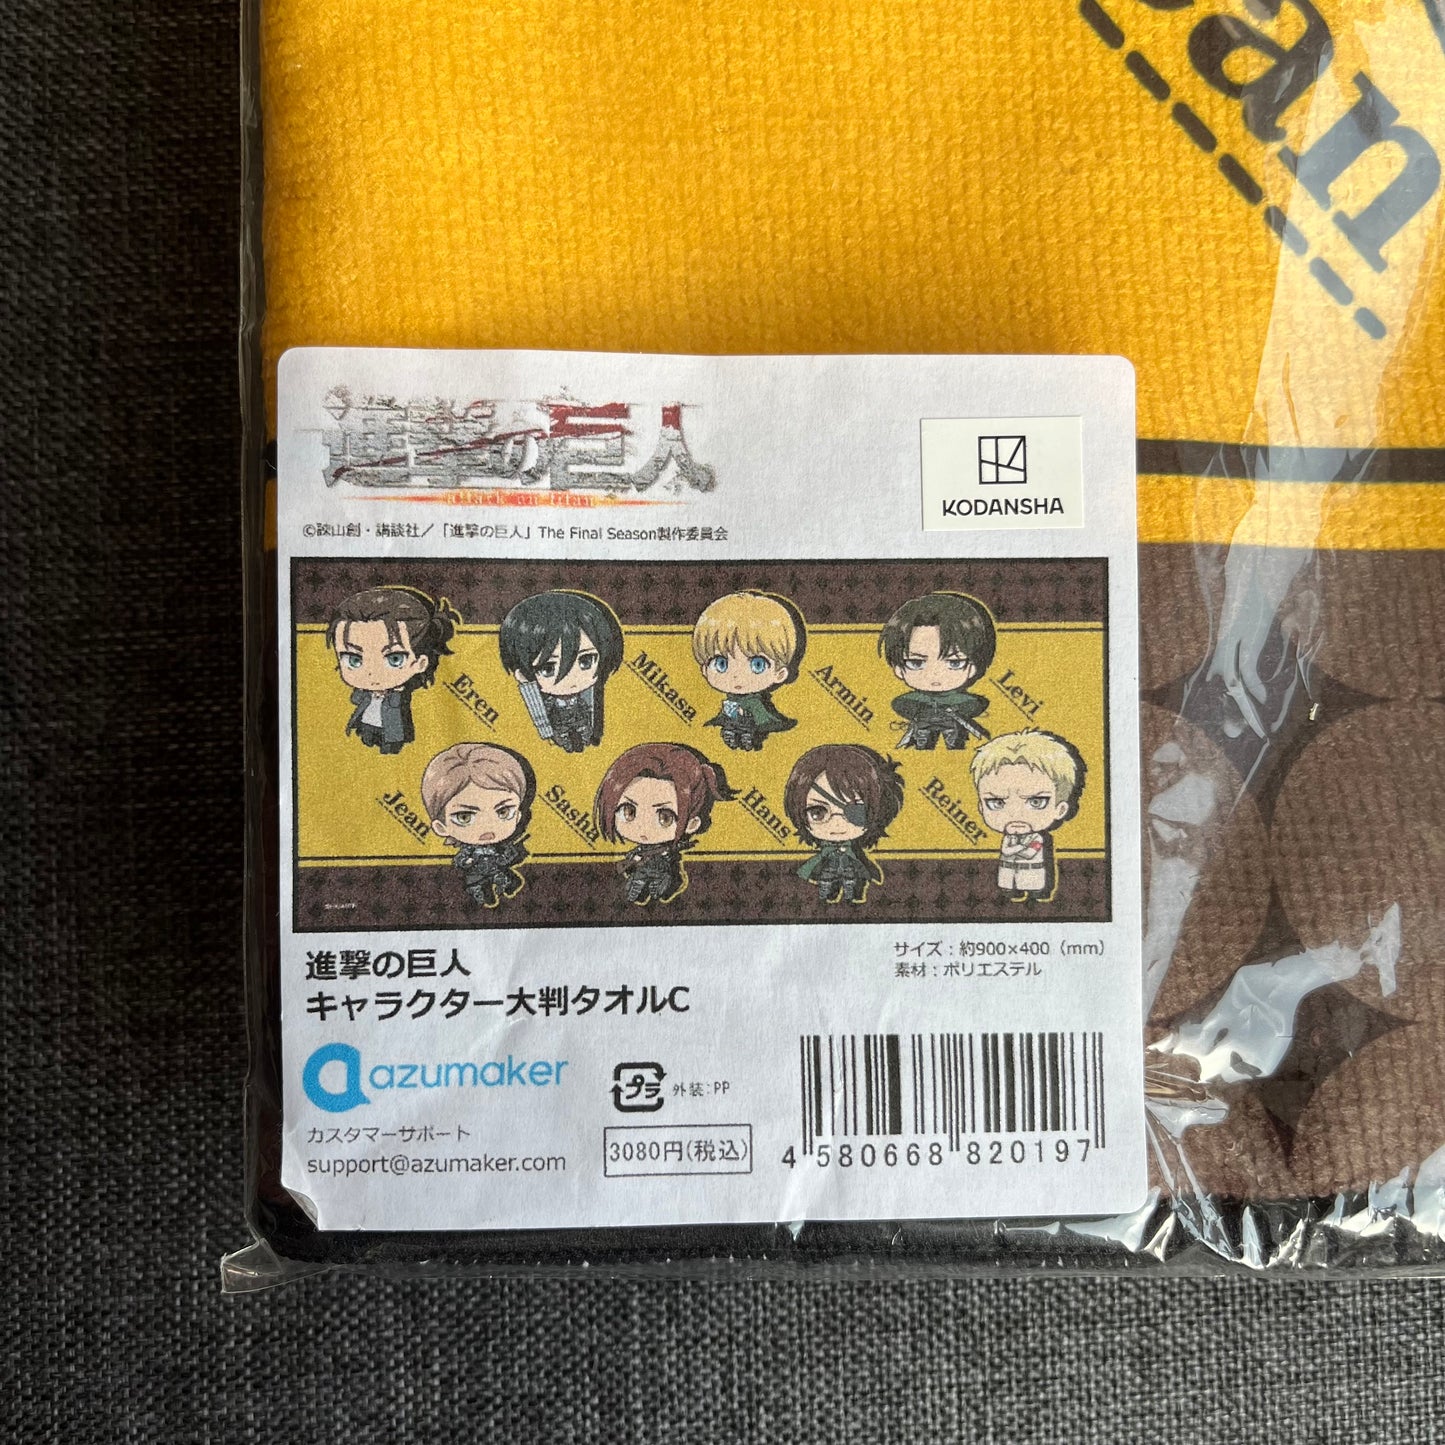 an
進撃の巨人
attack on titan
©諫山創・講談社／「進撃の巨人」The Final Season製作委員会
KODANSHA
Eren
Mikasa
Armin
Levi
Jean
Sasha
Hans
Reiner
進撃の巨人
キャラクター大判タオルC
サイズ：約900×400（mm）
素材：ポリエステル
azumaker
カスタマーサポート
support@azumaker.com
プラ
外装:PP
3080円(税込)
4 580668 820197